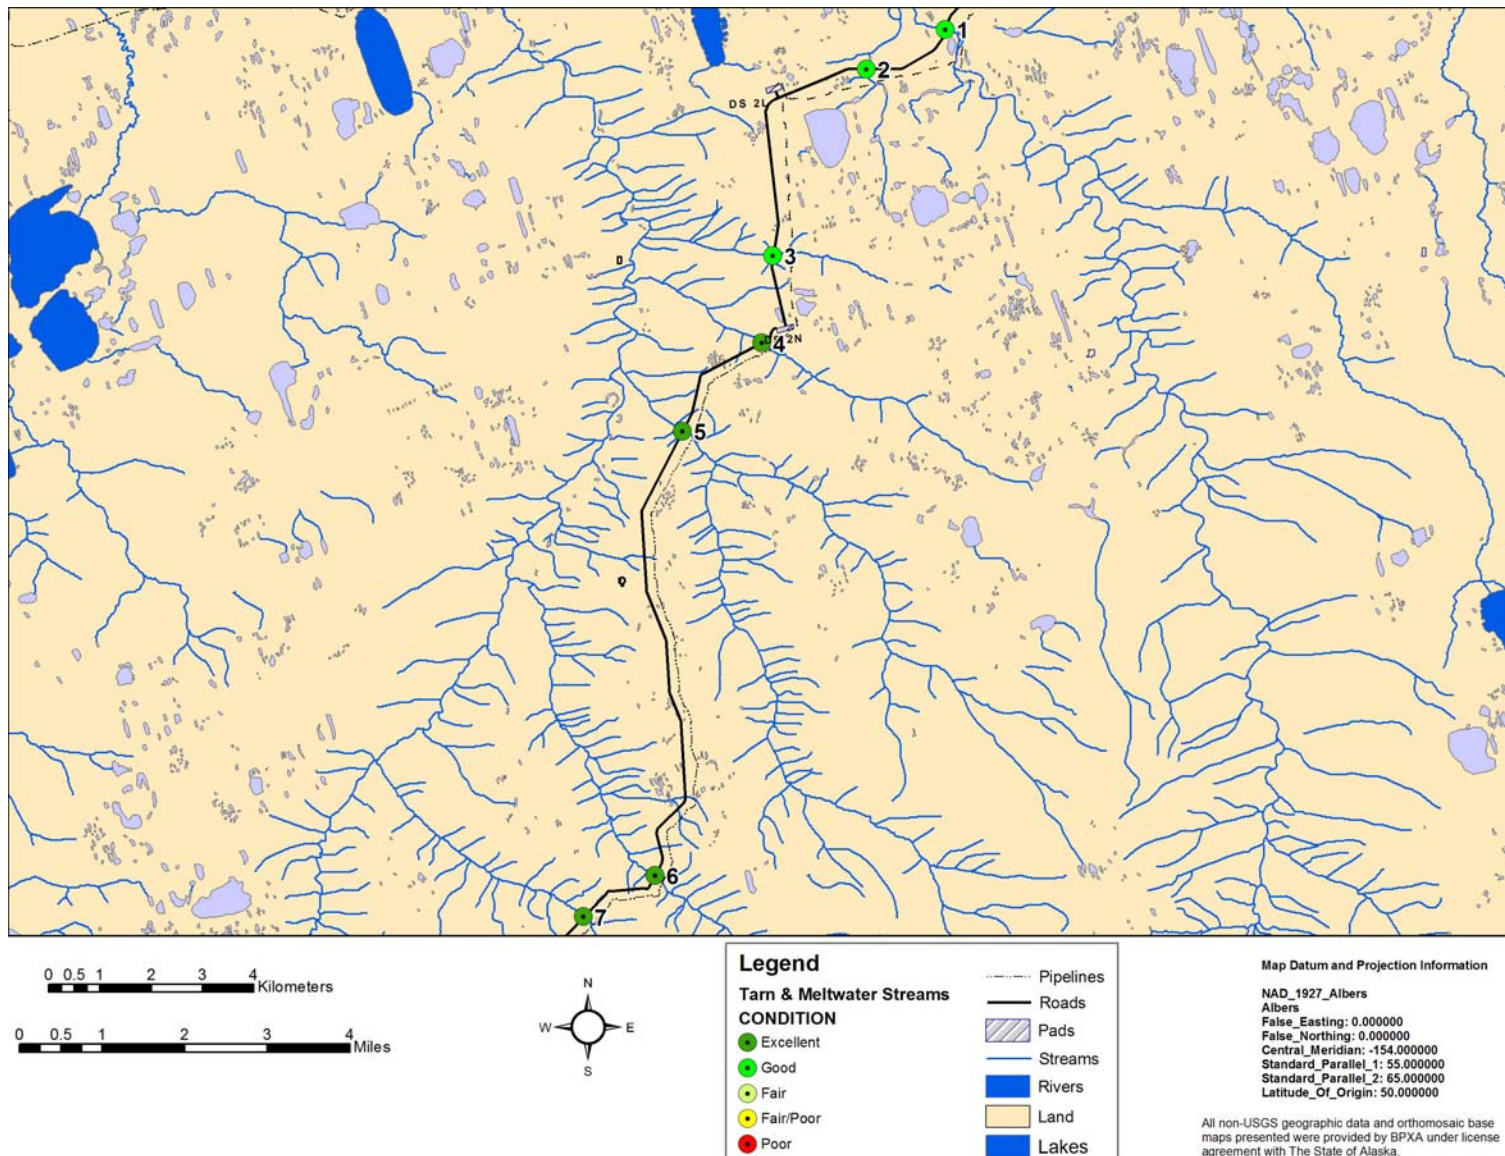 1
2
DS 2L
3
4
DS 2N
5
6
7
0 0.5 1 2 3 4
Kilometers
0 0.5 1 2 3 4
Miles
N
W E
S
Legend
Tarn & Meltwater Streams
CONDITION
Excellent
Good
Fair
Fair/Poor
Poor
Pipelines
Roads
Pads
Streams
Rivers
Land
Lakes
Map Datum and Projection Information
NAD_1927_Albers
Albers
False_Easting: 0.000000
False_Northing: 0.000000
Central_Meridian: -154.000000
Standard_Parallel_1: 55.000000
Standard_Parallel_2: 65.000000
Latitude_Of_Origin: 50.000000
All non-USGS geographic data and orthomosaic base
maps presented were provided by BPXA under license
agreement with The State of Alaska.